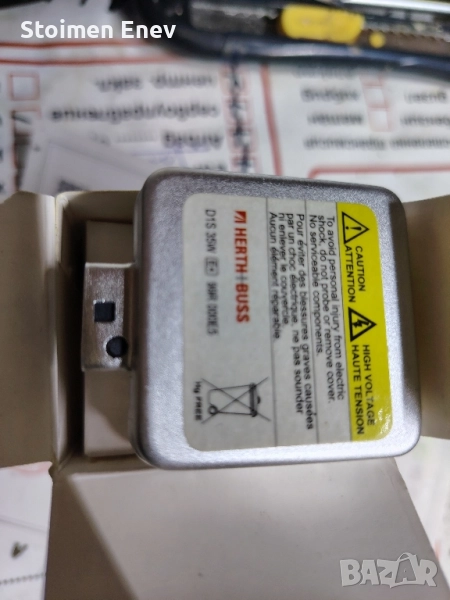 Stoimen Enev
CAUTION
ATTENTION
HIGH VOLTAGE
HAUTE TENSION
To avoid personal injury from electric
shock, do not probe or remove cover.
No serviceable components.
Pour éviter des blessures graves causées
par un choc électrique, ne pas sounder
ni enlever le couvercle.
Aucun élément réparable.
HERTH+BUSS
D1S 35W
Hg FREE
BAZAR